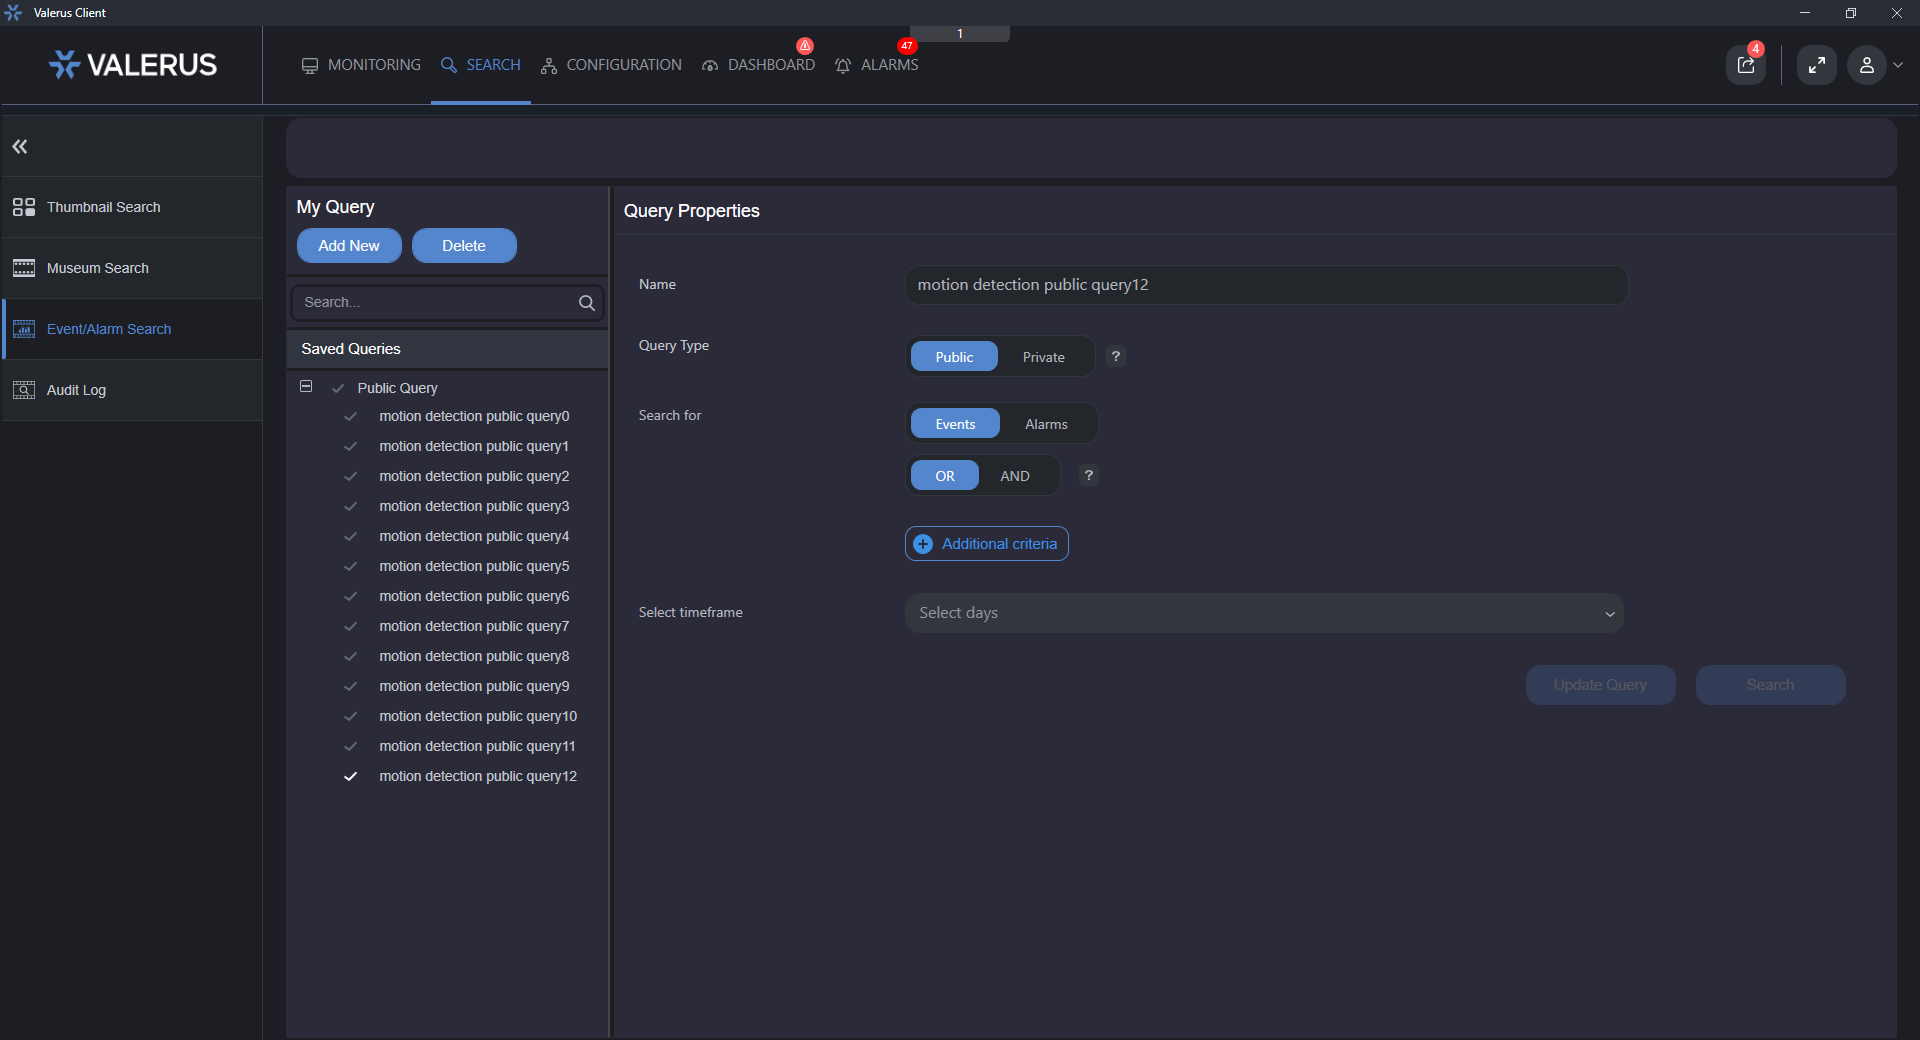 Valerus Client
1
VALERUS
MONITORING
SEARCH
CONFIGURATION
DASHBOARD
47
ALARMS
4
Thumbnail Search
Museum Search
Event/Alarm Search
Audit Log
My Query
Add New
Delete
Search...
Saved Queries
Public Query
motion detection public query0
motion detection public query1
motion detection public query2
motion detection public query3
motion detection public query4
motion detection public query5
motion detection public query6
motion detection public query7
motion detection public query8
motion detection public query9
motion detection public query10
motion detection public query11
motion detection public query12
Query Properties
Name
motion detection public query12
Query Type
Public
Private
?
Search for
Events
Alarms
OR
AND
?
Additional criteria
Select timeframe
Select days
Update Query
Search